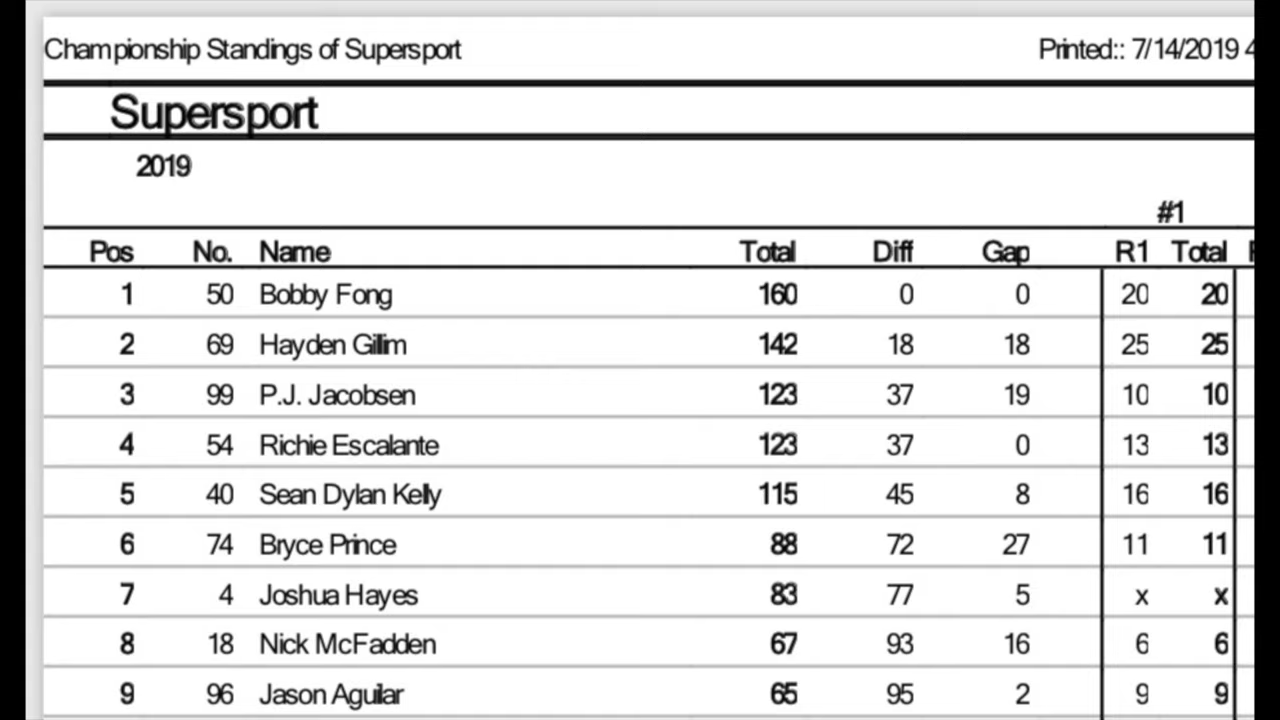 Championship Standings of Supersport Printed:: 7/14/2019 4
Supersport
2019
#1
Pos No. Name Total Diff Gap R1 Total
1 50 Bobby Fong 160 0 0 20 20
2 69 Hayden Gillim 142 18 18 25 25
3 99 P.J. Jacobsen 123 37 19 10 10
4 54 Richie Escalante 123 37 0 13 13
5 40 Sean Dylan Kelly 115 45 8 16 16
6 74 Bryce Prince 88 72 27 11 11
7 4 Joshua Hayes 83 77 5 x x
8 18 Nick McFadden 67 93 16 6 6
9 96 Jason Aguilar 65 95 2 9 9